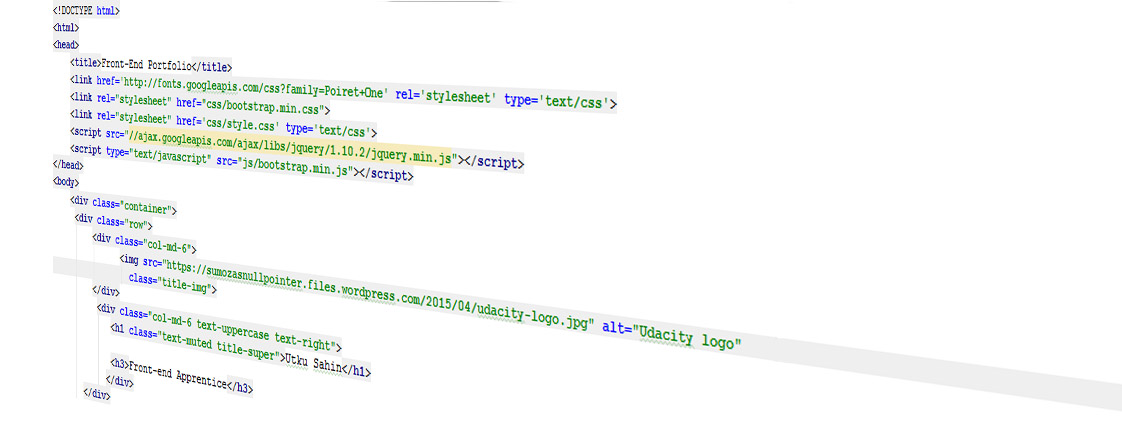 <!DOCTYPE html>
<html>
<head>
<title>Front-End Portfolio</title>
<link href='http://fonts.googleapis.com/css?family=Poiret+One' rel='stylesheet' type='text/css'>
<link rel="stylesheet" href="css/bootstrap.min.css">
<link rel="stylesheet" href='css/style.css' type='text/css'>
<script src="//ajax.googleapis.com/ajax/libs/jquery/1.10.2/jquery.min.js"></script>
<script type="text/javascript" src="js/bootstrap.min.js"></script>
</head>
<body>
<div class="container">
<div class="row">
<div class="col-md-6">
<img src="https://sumozasnullpointer.files.wordpress.com/2015/04/udacity-logo.jpg" alt="Udacity logo"
class="title-img">
</div>
<div class="col-md-6 text-uppercase text-right">
<h1 class="text-muted title-super">Utku Sahin</h1>
<h3>Front-end Apprentice</h3>
</div>
</div>